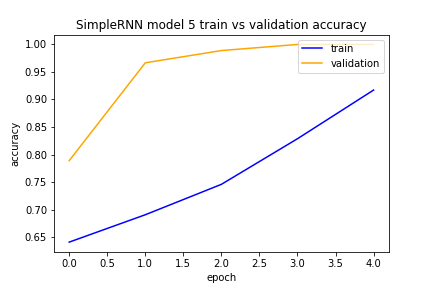 SimpleRNN model 5 train vs validation accuracy
train
validation
1.00
0.95
0.90
0.85
0.80
0.75
0.70
0.65
accuracy
0.0 0.5 1.0 1.5 2.0 2.5 3.0 3.5 4.0
epoch